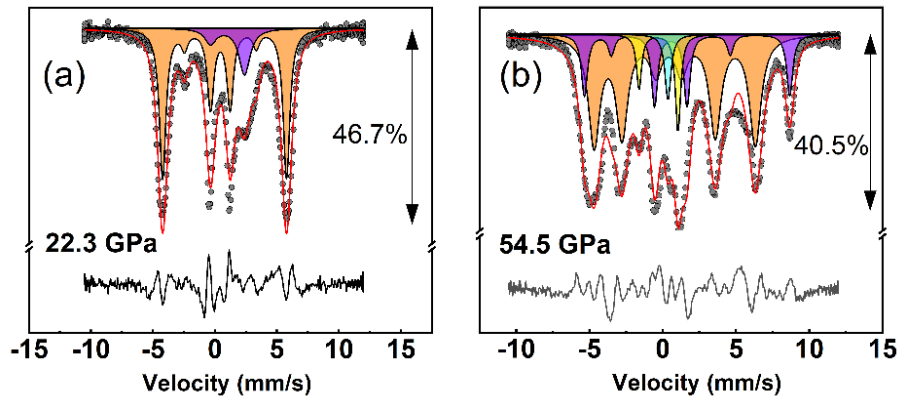 (a)
46.7%
22.3 GPa
-15 -10 -5 0 5 10 15
Velocity (mm/s)
(b)
40.5%
54.5 GPa
-10 -5 0 5 10 15
Velocity (mm/s)